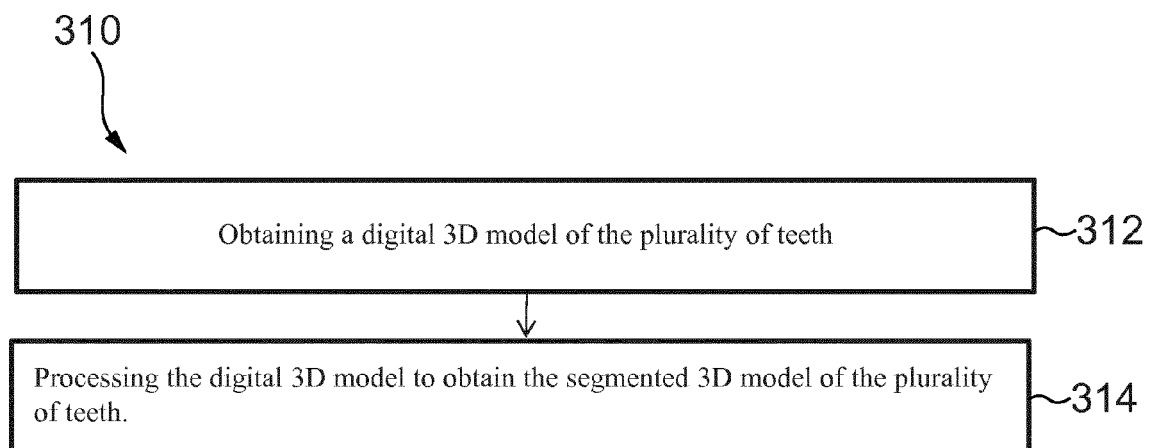 310
Obtaining a digital 3D model of the plurality of teeth
312
Processing the digital 3D model to obtain the segmented 3D model of the plurality
of teeth.
314